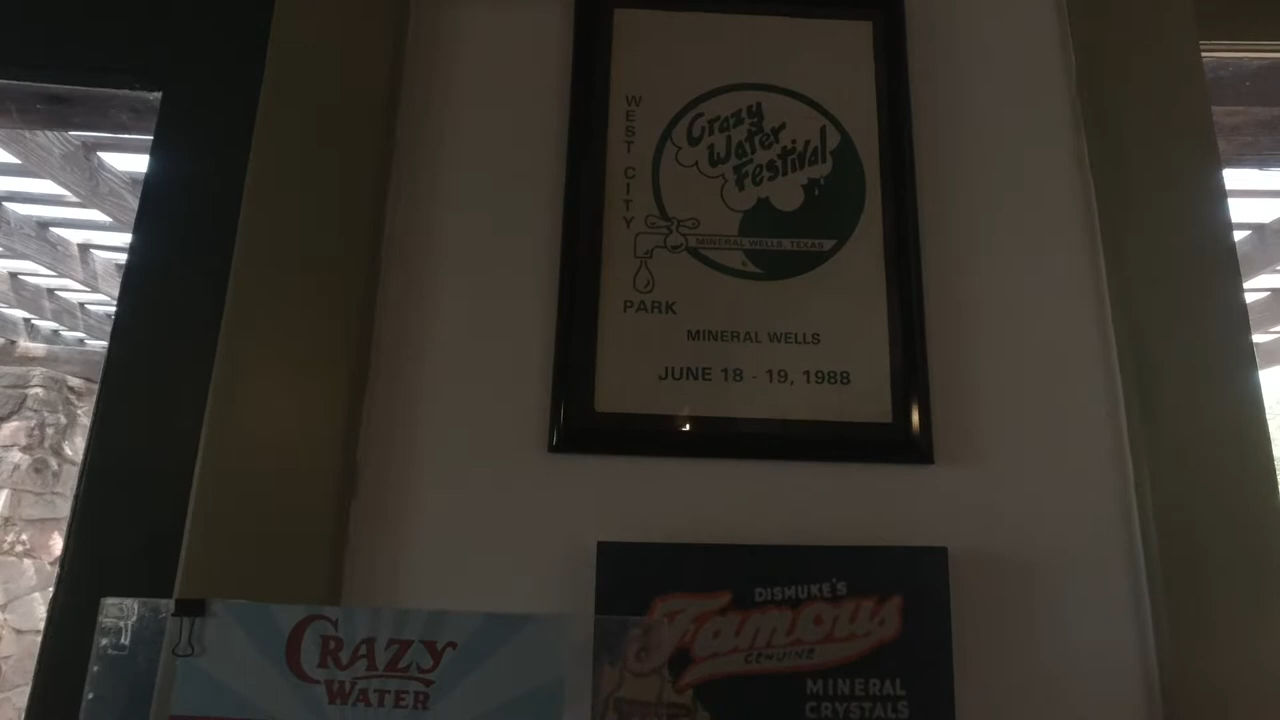 WEST CITY
PARK
Crazy
Water
Festival
MINERAL WELLS, TEXAS
MINERAL WELLS
JUNE 18 - 19, 1988
CRAZY
WATER
DISMUKE'S
Famous
GENUINE
MINERAL
CRYSTALS